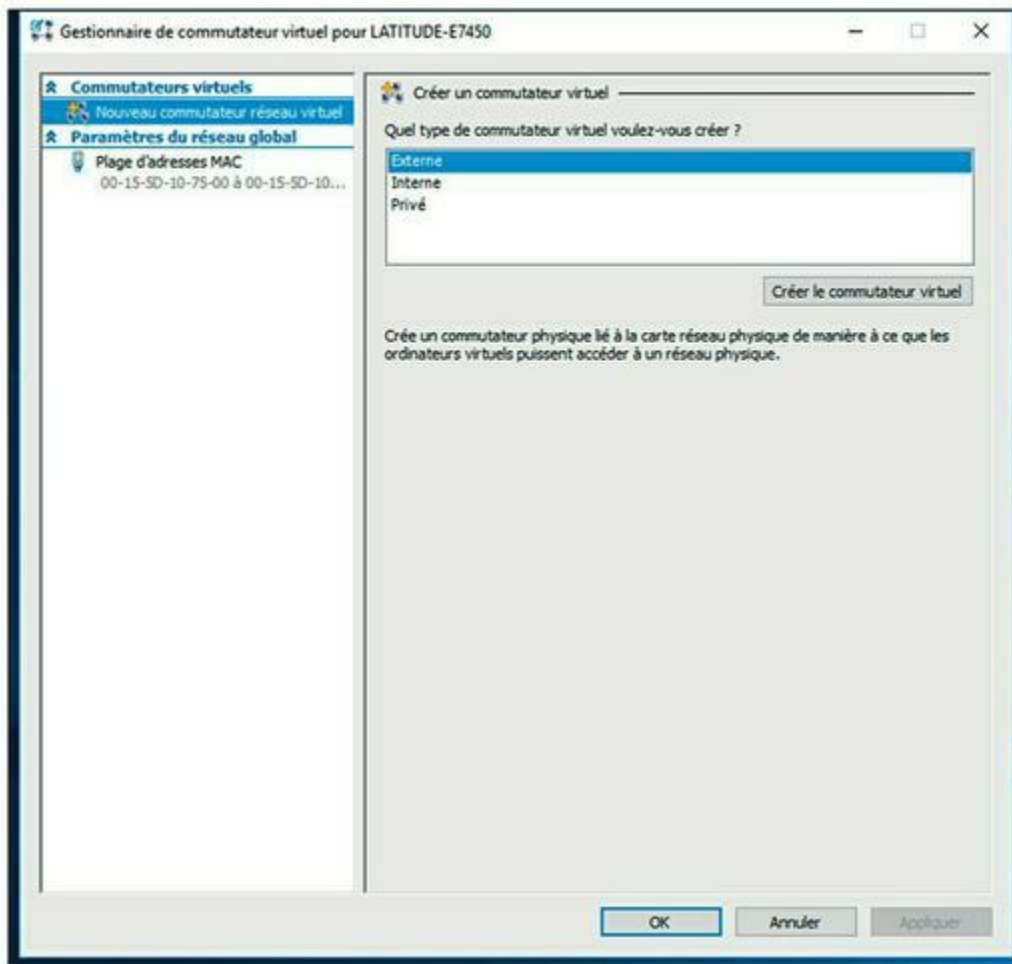 Gestionnaire de commutateur virtuel pour LATITUDE-E7450
Commutateurs virtuels
Nouveau commutateur réseau virtuel
Paramètres du réseau global
Plage d'adresses MAC
00-15-5D-10-75-00 à 00-15-5D-10...
Créer un commutateur virtuel
Quel type de commutateur virtuel voulez-vous créer ?
Externe
Interne
Privé
Créer le commutateur virtuel
Crée un commutateur physique lié à la carte réseau physique de manière à ce que les
ordinateurs virtuels puissent accéder à un réseau physique.
OK
Annuler
Appliquer